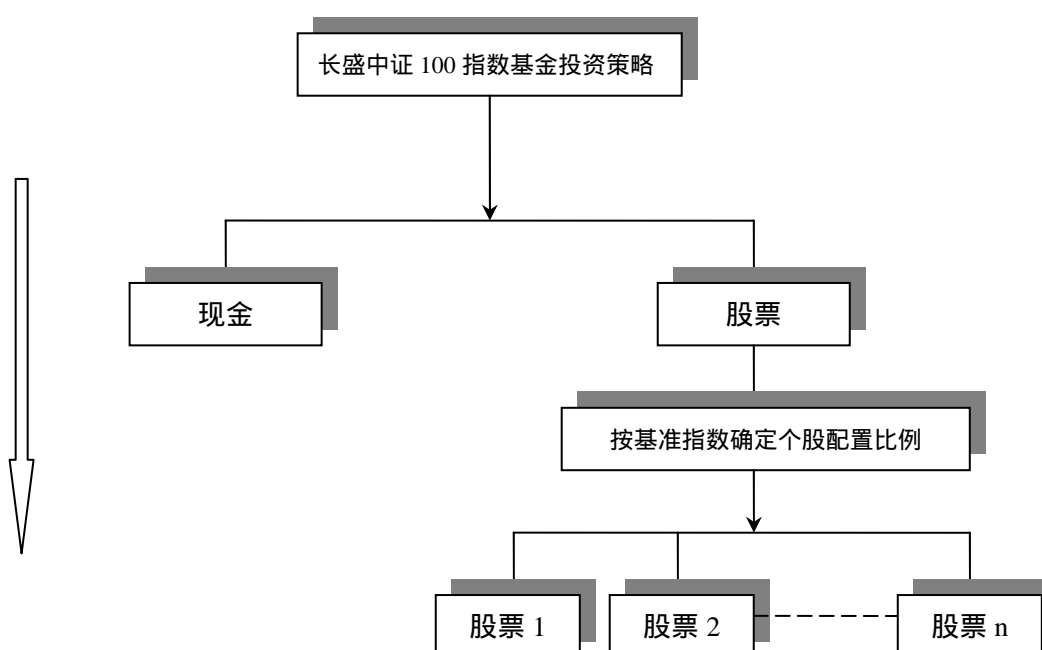 长盛中证 100 指数基金投资策略
现金
股票
按基准指数确定个股配置比例
股票 1
股票 2
股票 n